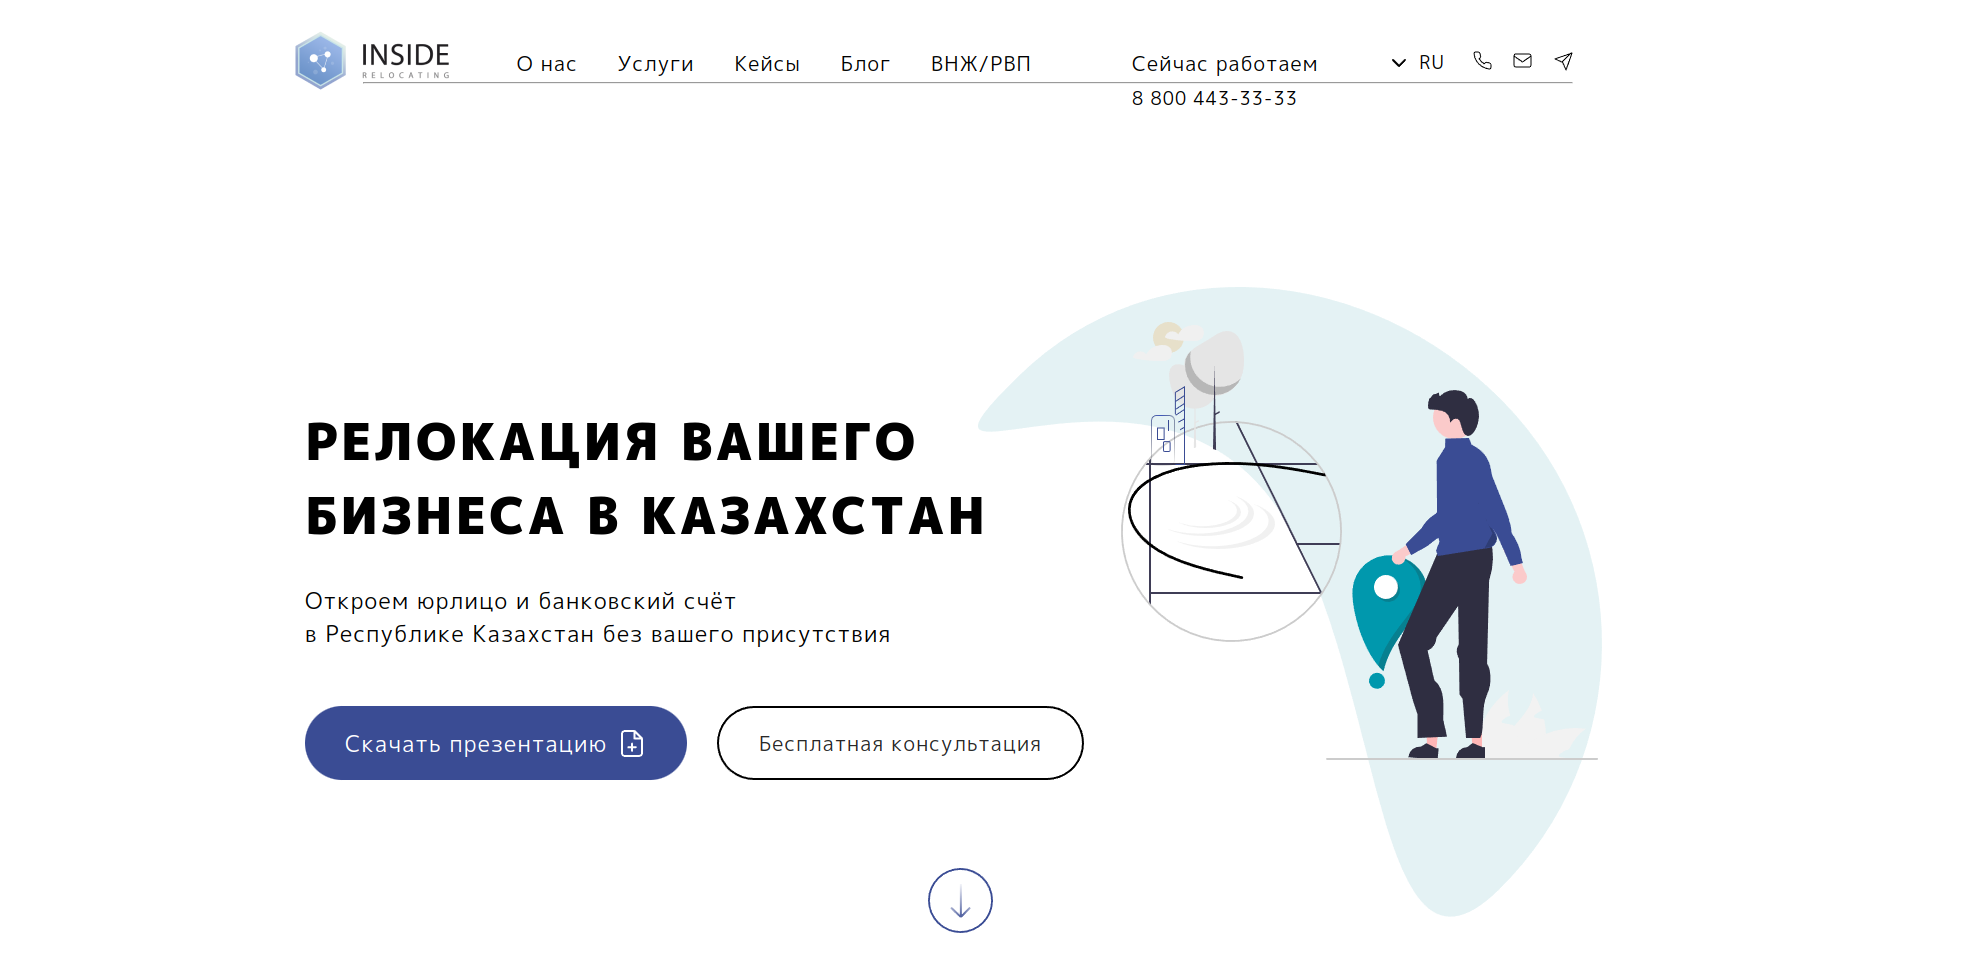 INSIDE
RELOCATING
О нас
Услуги
Кейсы
Блог
ВНЖ/РВП
Сейчас работаем
8 800 443-33-33
RU
РЕЛОКАЦИЯ ВАШЕГО
БИЗНЕСА В КАЗАХСТАН
Откроем юрлицо и банковский счёт
в Республике Казахстан без вашего присутствия
Скачать презентацию
Бесплатная консультация